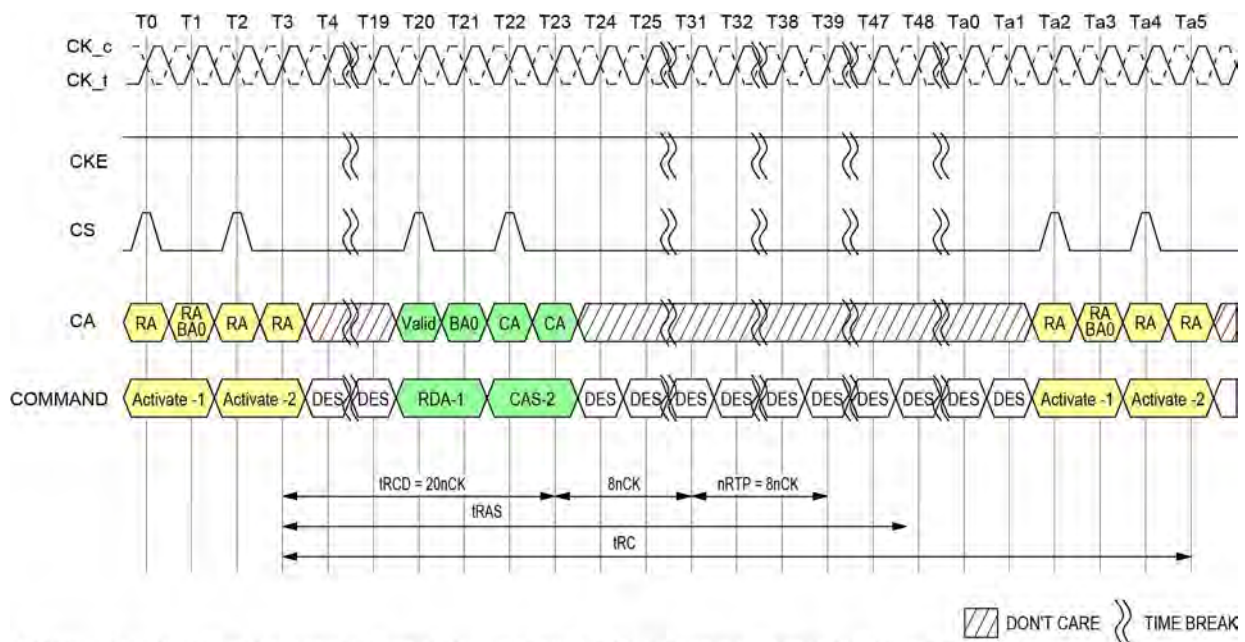 T0 T1 T2 T3 T4 T19 T20 T21 T22 T23 T24 T25 T31 T32 T38 T39 T47 T48 Ta0 Ta1 Ta2 Ta3 Ta4 Ta5
CK_c
CK_t
CKE
CS
CA RA RA BA0 RA RA Valid BA0 CA CA RA RA BA0 RA RA
COMMAND Activate -1 Activate -2 DES DES RDA-1 CAS-2 DES DES DES DES DES DES DES DES DES DES Activate -1 Activate -2
tRCD = 20nCK 8nCK nRTP = 8nCK
tRAS
tRC
DON'T CARE TIME BREAK